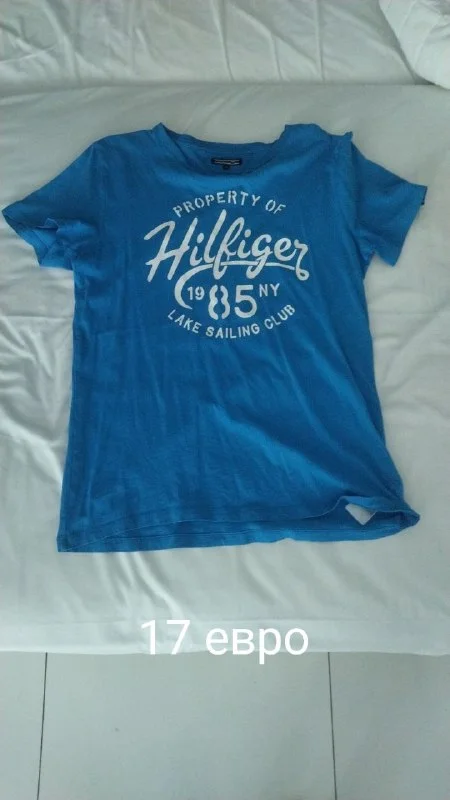 PROPERTY OF
Hilfiger
19 85 NY
LAKE SAILING CLUB
17 евро